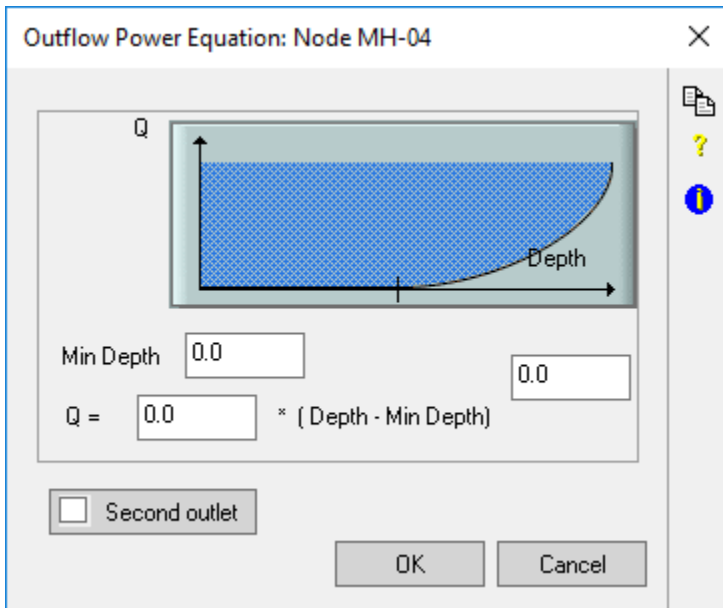 Outflow Power Equation: Node MH-04
Q
Depth
Min Depth 0.0
0.0
Q = 0.0 * ( Depth - Min Depth)
Second outlet
OK Cancel